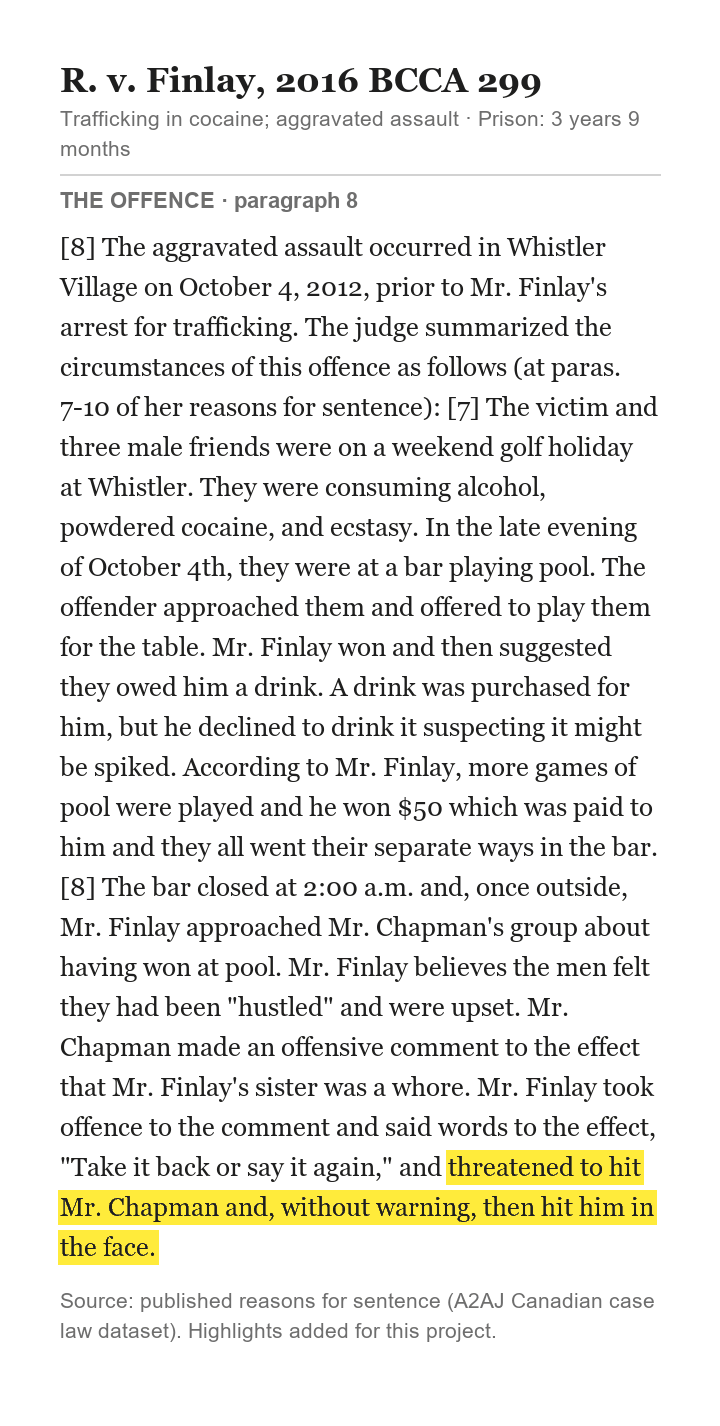 R. v. Finlay, 2016 BCCA 299
Trafficking in cocaine; aggravated assault · Prison: 3 years 9
months
THE OFFENCE · paragraph 8
[8] The aggravated assault occurred in Whistler
Village on October 4, 2012, prior to Mr. Finlay's
arrest for trafficking. The judge summarized the
circumstances of this offence as follows (at paras.
7-10 of her reasons for sentence): [7] The victim and
three male friends were on a weekend golf holiday
at Whistler. They were consuming alcohol,
powdered cocaine, and ecstasy. In the late evening
of October 4th, they were at a bar playing pool. The
offender approached them and offered to play them
for the table. Mr. Finlay won and then suggested
they owed him a drink. A drink was purchased for
him, but he declined to drink it suspecting it might
be spiked. According to Mr. Finlay, more games of
pool were played and he won $50 which was paid to
him and they all went their separate ways in the bar.
[8] The bar closed at 2:00 a.m. and, once outside,
Mr. Finlay approached Mr. Chapman's group about
having won at pool. Mr. Finlay believes the men felt
they had been "hustled" and were upset. Mr.
Chapman made an offensive comment to the effect
that Mr. Finlay's sister was a whore. Mr. Finlay took
offence to the comment and said words to the effect,
"Take it back or say it again," and threatened to hit
Mr. Chapman and, without warning, then hit him in
the face.
Source: published reasons for sentence (A2AJ Canadian case
law dataset). Highlights added for this project.